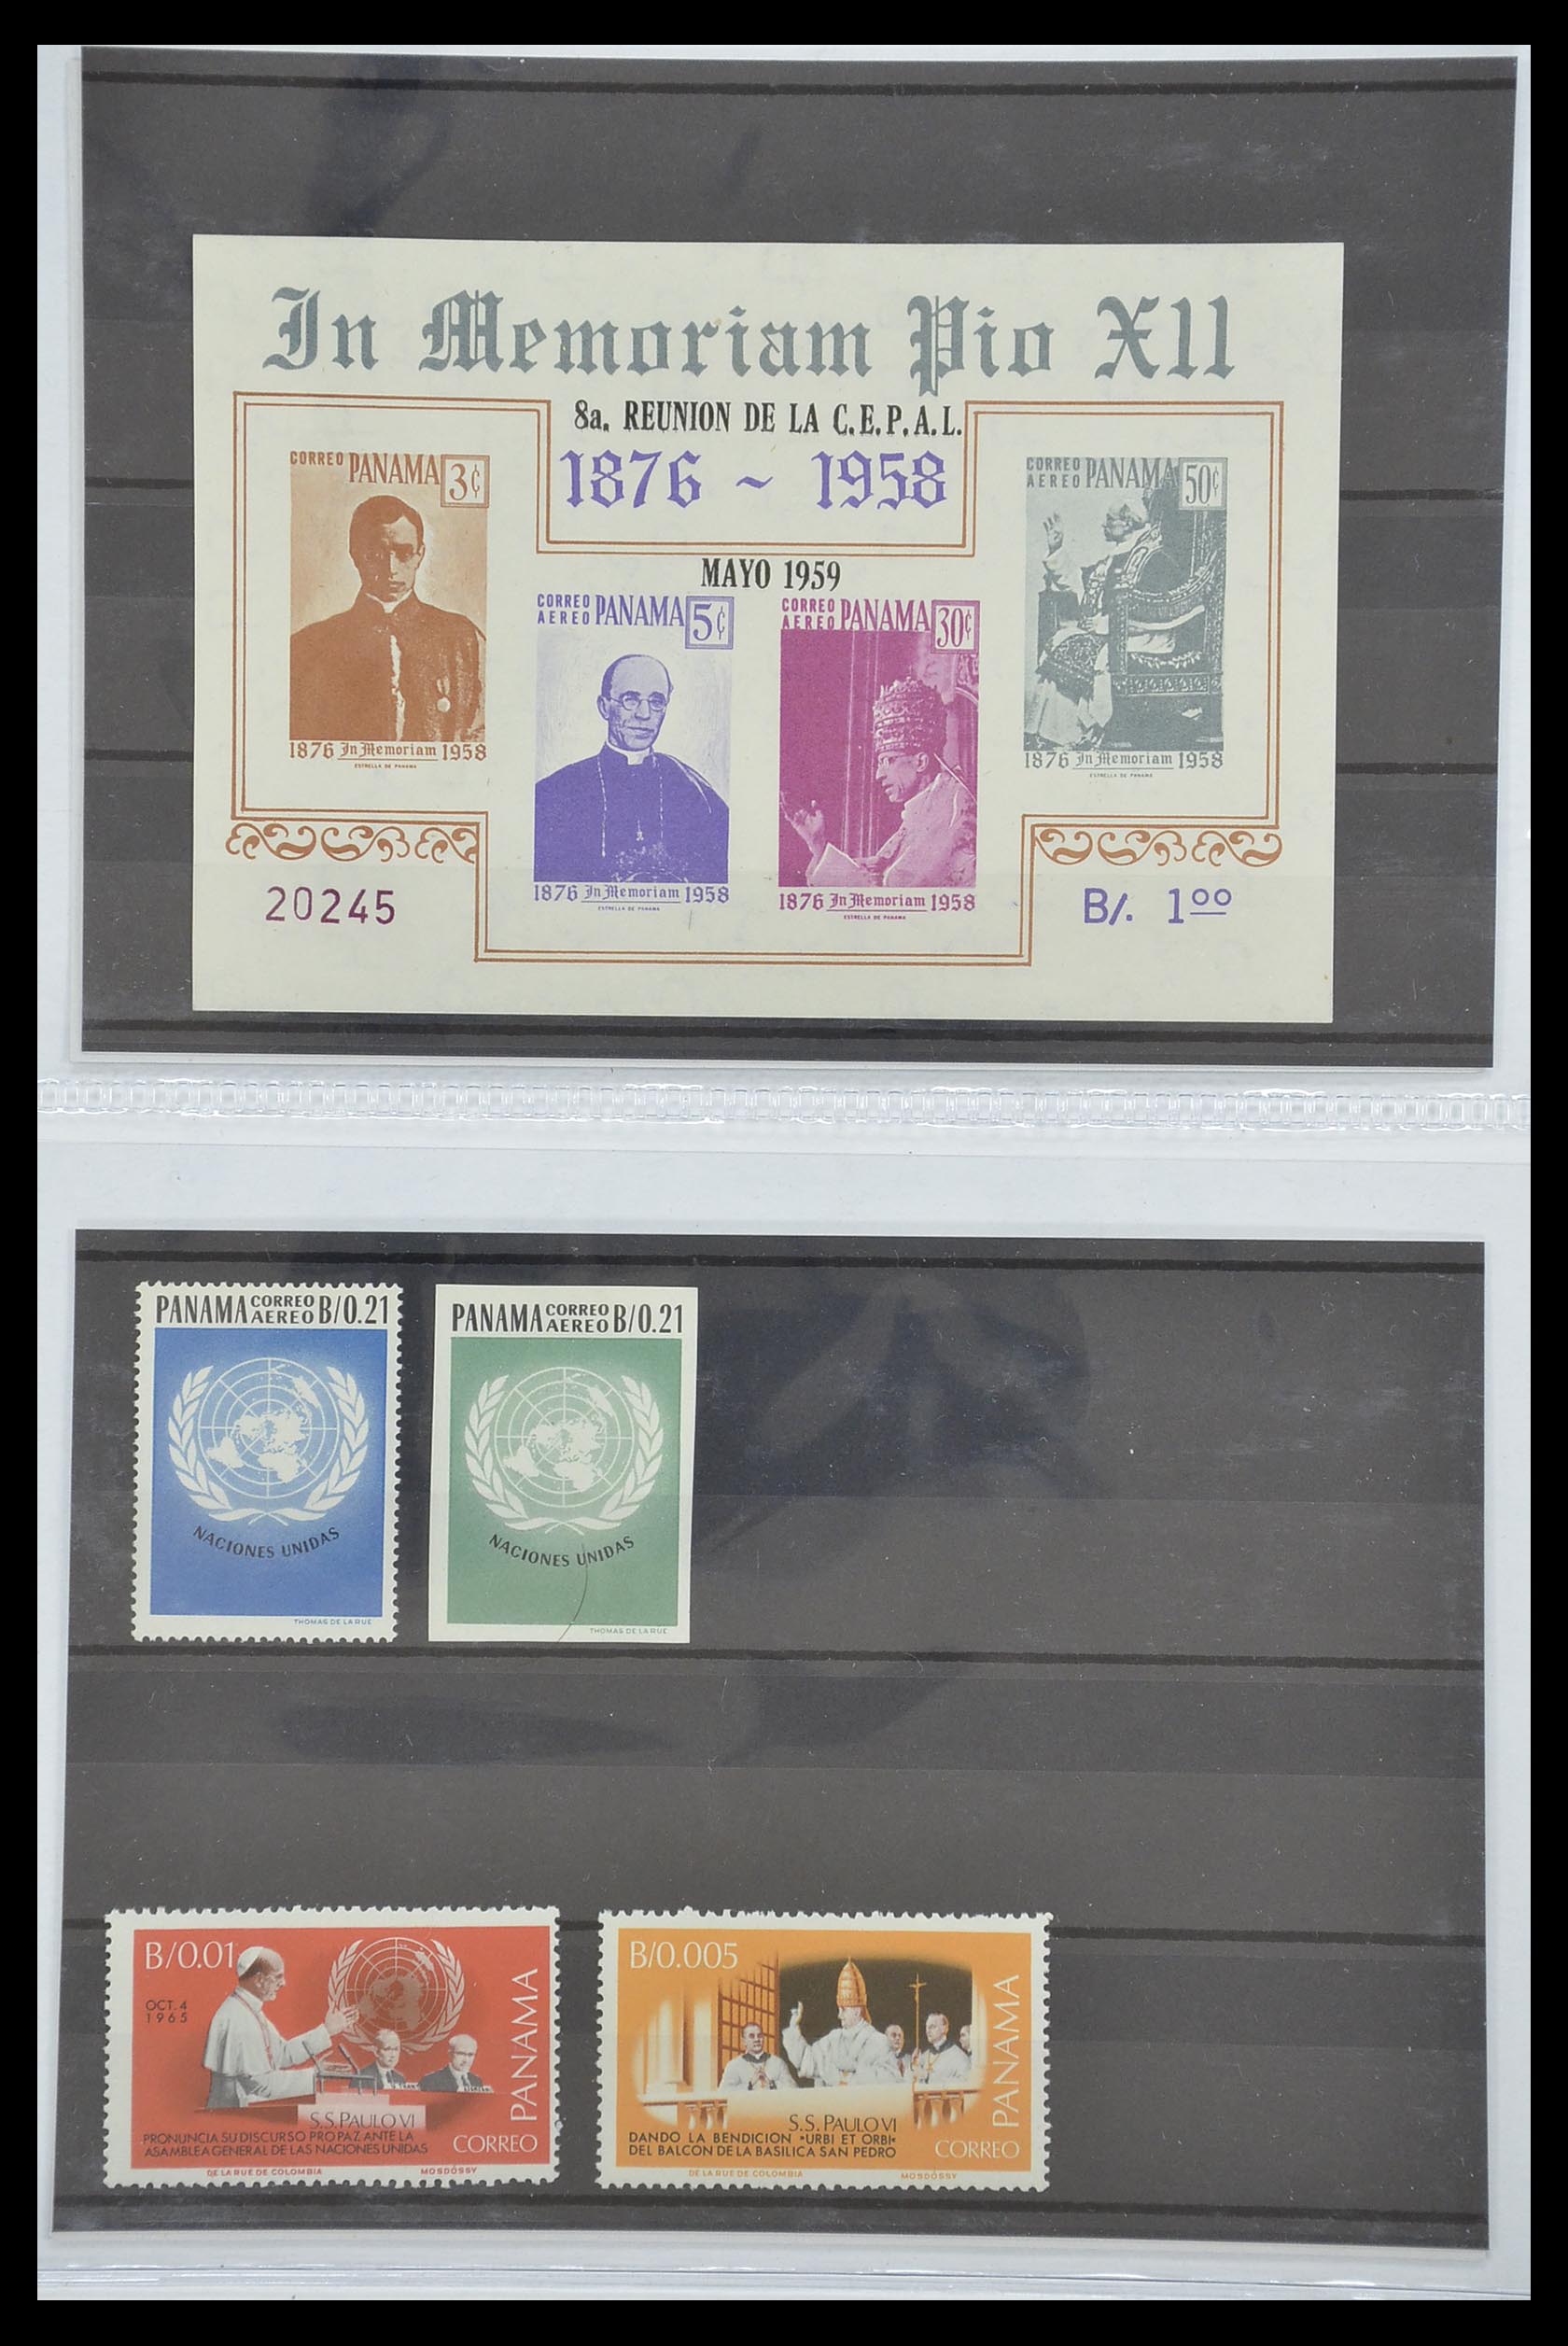 In Memoriam Pio XII
8a. REUNION DE LA C.E.P.A.L.
1876 ~ 1958
MAYO 1959
CORREO PANAMA 3¢
1876 In Memoriam 1958
ESTRELLA DE PANAMA
CORREO AEREO PANAMA 5¢
1876 In Memoriam 1958
ESTRELLA DE PANAMA
CORREO AEREO PANAMA 30¢
1876 In Memoriam 1958
ESTRELLA DE PANAMA
CORREO AEREO PANAMA 50¢
1876 In Memoriam 1958
ESTRELLA DE PANAMA
20245
B/. 1.00
PANAMA CORREO AEREO B/0.21
NACIONES UNIDAS
THOMAS DE LA RUE
PANAMA CORREO AEREO B/0.21
NACIONES UNIDAS
THOMAS DE LA RUE
B/0.01
OCT. 4
1965
PANAMA
S.S. PAULO VI
PRONUNCIA SU DISCURSO PRO PAZ ANTE LA
ASAMBLEA GENERAL DE LAS NACIONES UNIDAS
CORREO
DE LA RUE DE COLOMBIA MOSDÓSSY
B/0.005
PANAMA
S.S. PAULO VI
DANDO LA BENDICION "URBI ET ORBI"
DEL BALCON DE LA BASILICA SAN PEDRO
CORREO
DE LA RUE DE COLOMBIA MOSDÓSSY